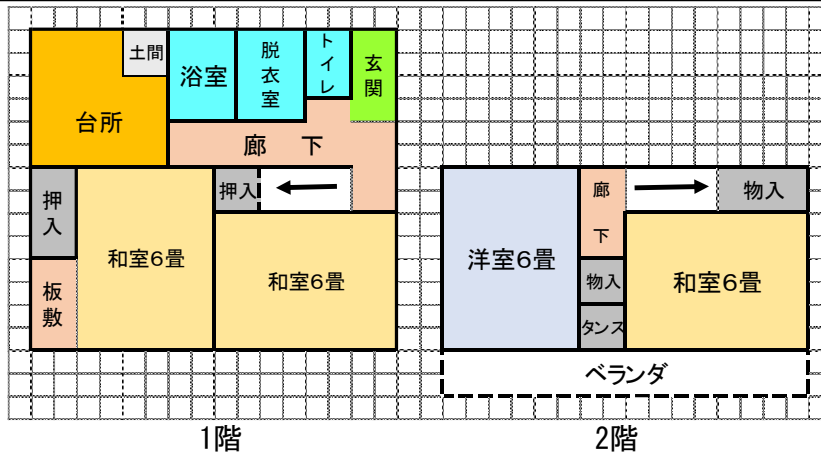 土間
浴室
脱衣室
トイレ
玄関
台所
廊下
押入
押入
和室6畳
和室6畳
板敷
廊下
物入
洋室6畳
物入
和室6畳
タンス
ベランダ
1階
2階